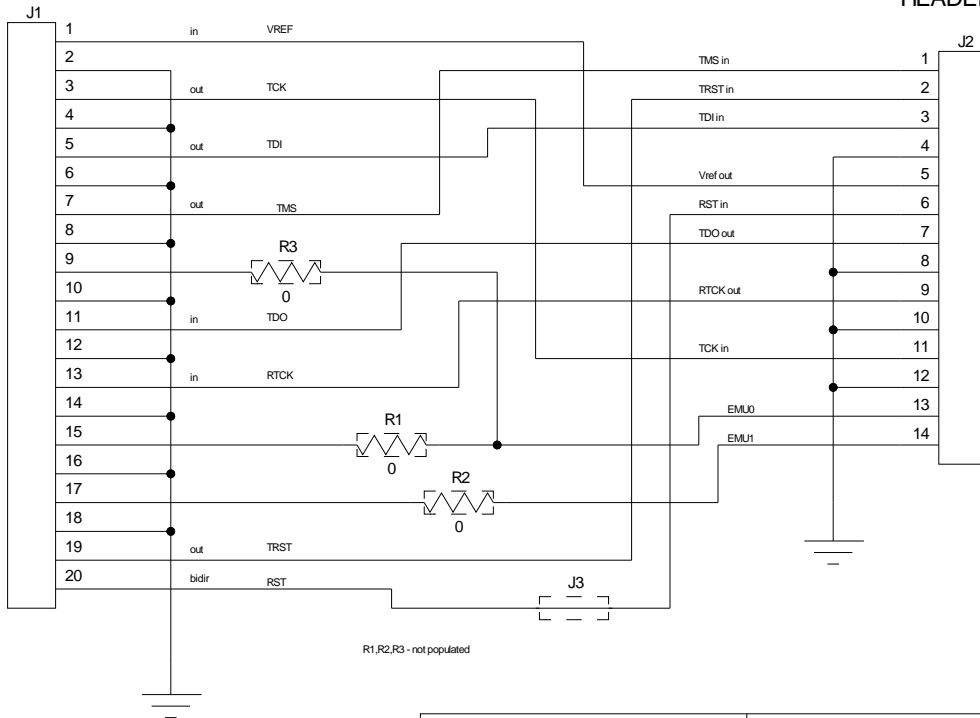 HEADER
J1
J2
1 in VREF
2
3 out TCK
4
5 out TDI
6
7 out TMS
8
9
10
11 in TDO
12
13 in RTCK
14
15
16
17
18
19 out TRST
20 bidir RST
R3
0
R1
0
R2
0
J3
R1,R2,R3 - not populated
TMS in 1
TRST in 2
TDI in 3
4
Vref out 5
RST in 6
TDO out 7
8
RTCK out 9
10
TCK in 11
12
EMU0 13
EMU1 14